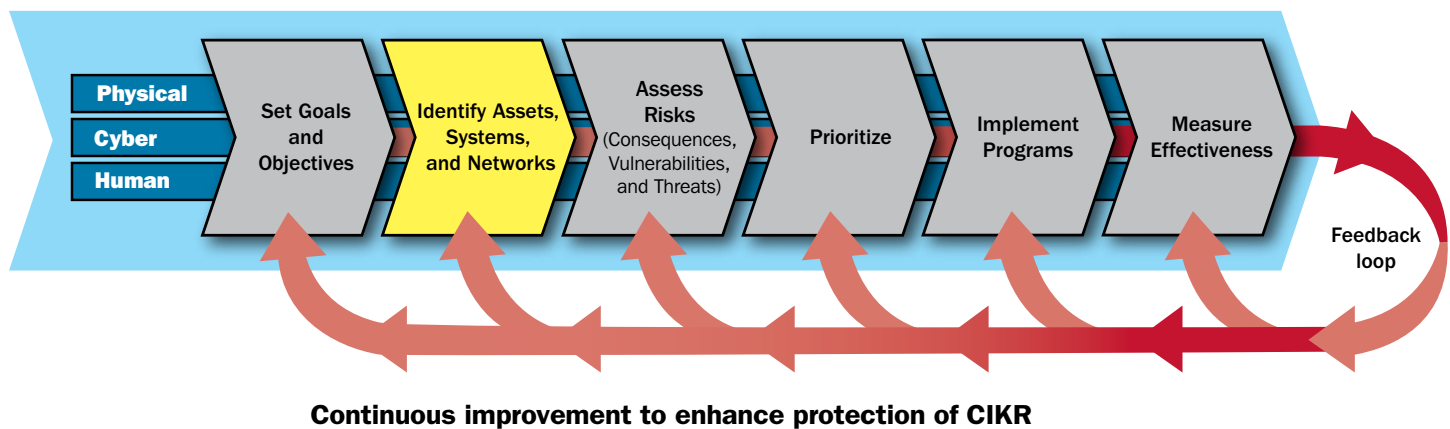 Physical
Cyber
Human
Set Goals
and
Objectives
Identify Assets,
Systems,
and Networks
Assess
Risks
(Consequences,
Vulnerabilities,
and Threats)
Prioritize
Implement
Programs
Measure
Effectiveness
Feedback
loop
Continuous improvement to enhance protection of CIKR